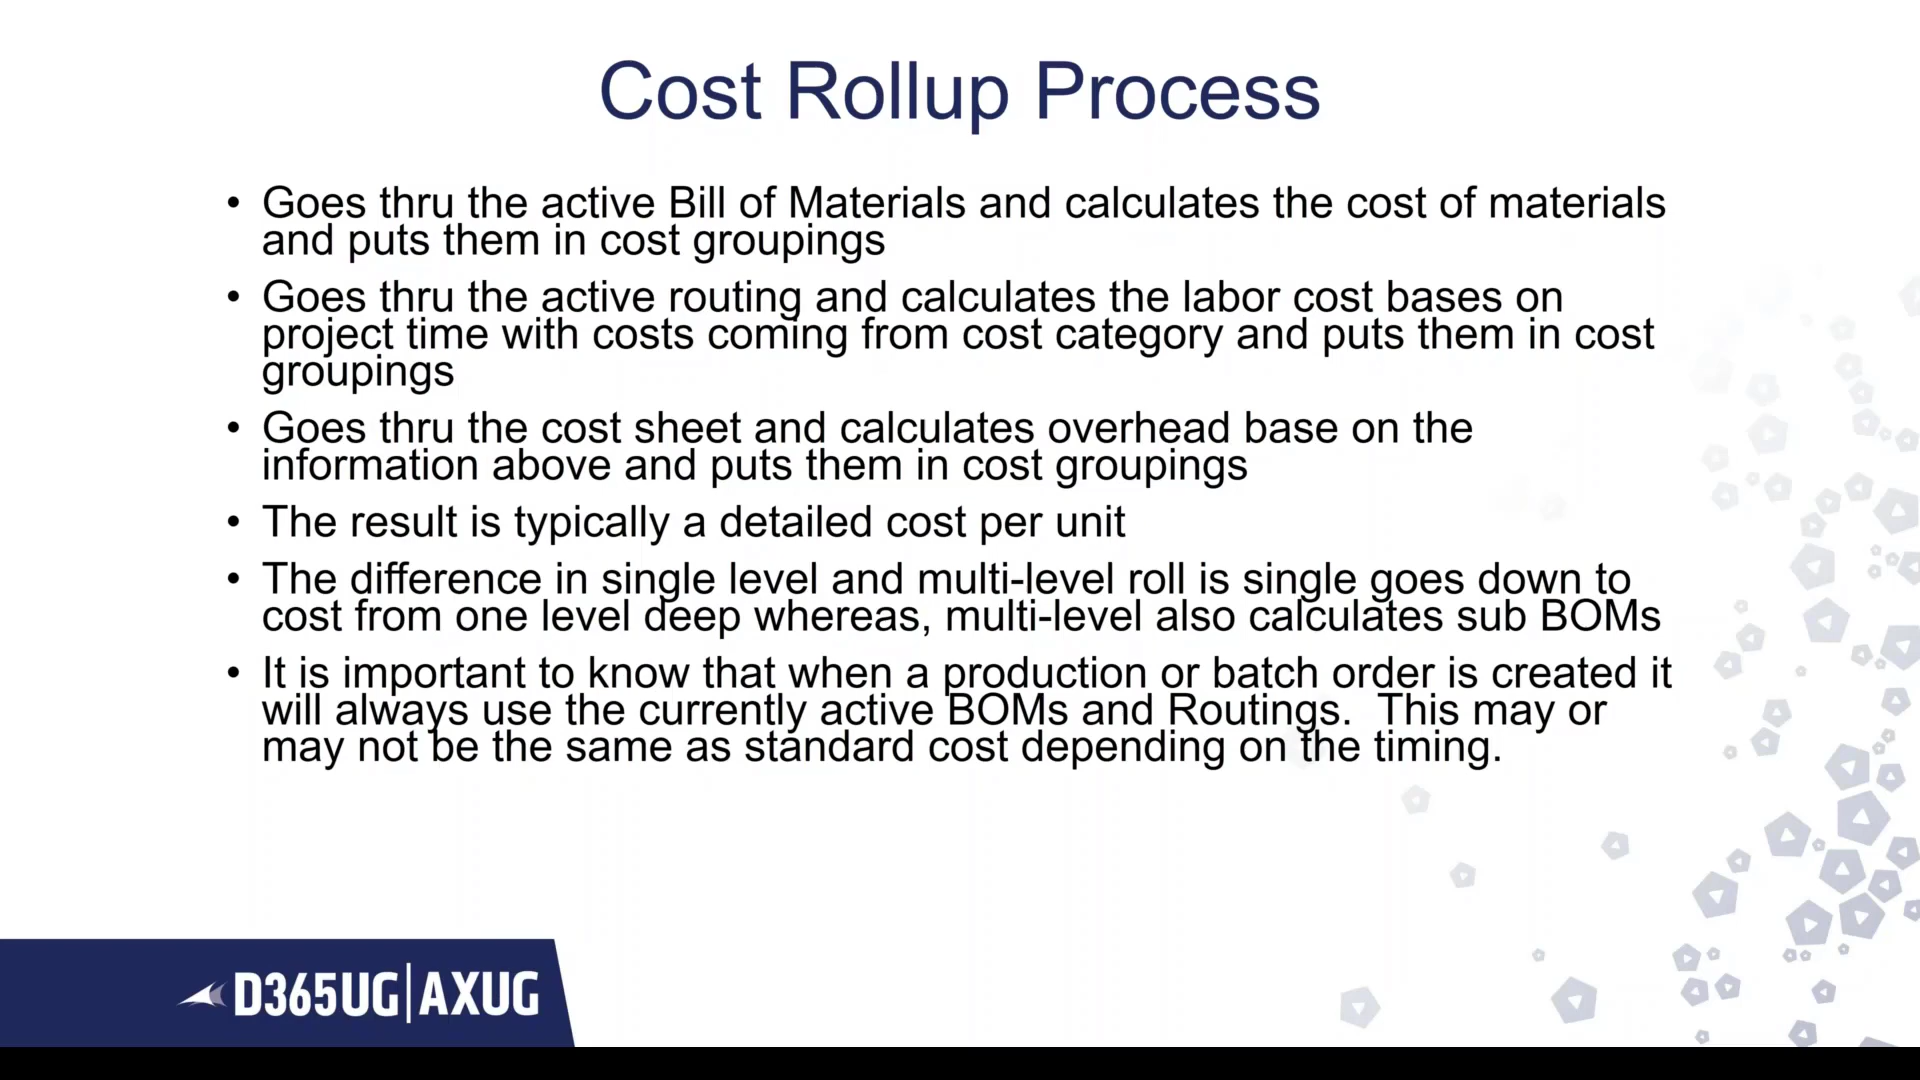 Cost Rollup Process
• Goes thru the active Bill of Materials and calculates the cost of materials
and puts them in cost groupings
• Goes thru the active routing and calculates the labor cost bases on
project time with costs coming from cost category and puts them in cost
groupings
• Goes thru the cost sheet and calculates overhead base on the
information above and puts them in cost groupings
• The result is typically a detailed cost per unit
• The difference in single level and multi-level roll is single goes down to
cost from one level deep whereas, multi-level also calculates sub BOMs
• It is important to know that when a production or batch order is created it
will always use the currently active BOMs and Routings.  This may or
may not be the same as standard cost depending on the timing.
D365UG|AXUG